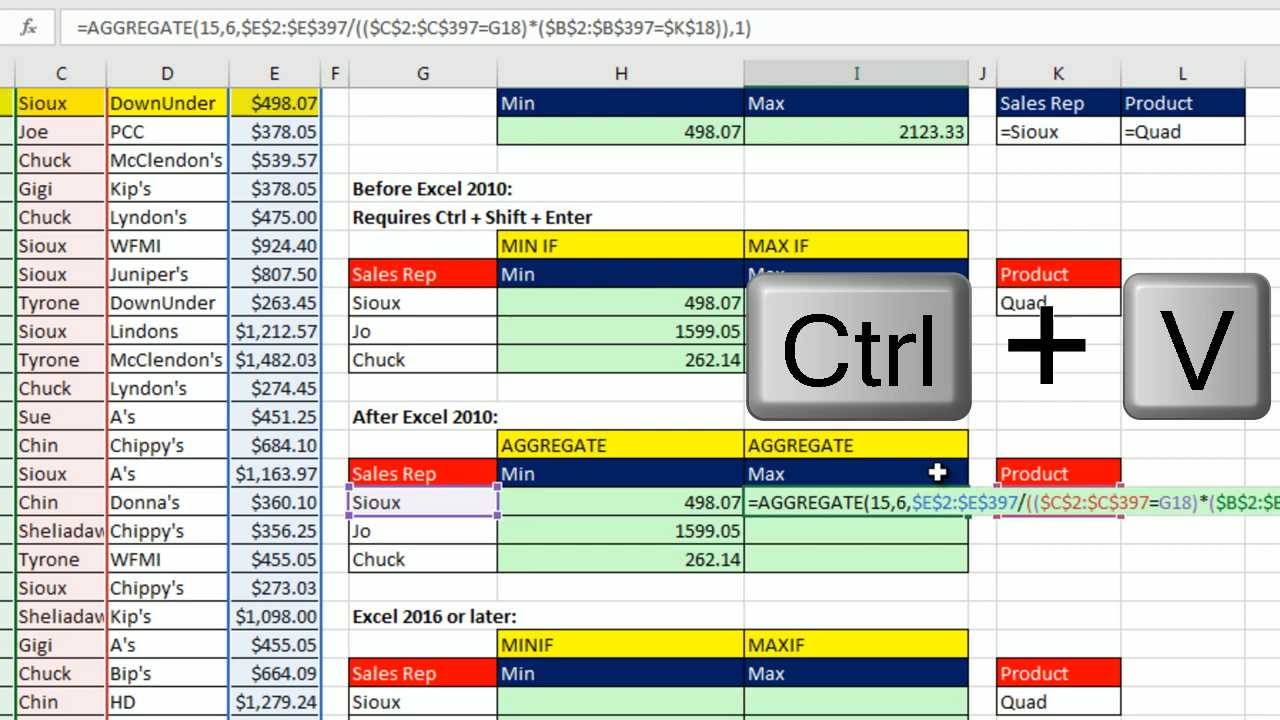 fx =AGGREGATE(15,6,$E$2:$E$397/(($C$2:$C$397=G18)*($B$2:$B$397=$K$18)),1)
C D E F G H I J K L
Sioux DownUnder $498.07 Min Max Sales Rep Product
Joe PCC $378.05 498.07 2123.33 =Sioux =Quad
Chuck McClendon's $539.57
Gigi Kip's $378.05 Before Excel 2010:
Chuck Lyndon's $475.00 Requires Ctrl + Shift + Enter
Sioux WFMI $924.40 MIN IF MAX IF
Sioux Juniper's $807.50 Sales Rep Min Max Product
Tyrone DownUnder $263.45 Sioux 498.07 Quad
Sioux Lindons $1,212.57 Jo 1599.05
Ctrl + V
Tyrone McClendon's $1,482.03 Chuck 262.14
Chuck Lyndon's $274.45
Sue A's $451.25 After Excel 2010:
Chin Chippy's $684.10 AGGREGATE AGGREGATE
Sioux A's $1,163.97 Sales Rep Min Max Product
Chin Donna's $360.10 Sioux 498.07 =AGGREGATE(15,6,$E$2:$E$397/(($C$2:$C$397=G18)*($B$2:$B
Sheliadaw Chippy's $356.25 Jo 1599.05
Tyrone WFMI $455.05 Chuck 262.14
Sioux Chippy's $273.03
Sheliadaw Kip's $1,098.00 Excel 2016 or later:
Gigi A's $455.05 MINIF MAXIF
Chuck Bip's $664.09 Sales Rep Min Max Product
Chin HD $1,279.24 Sioux Quad